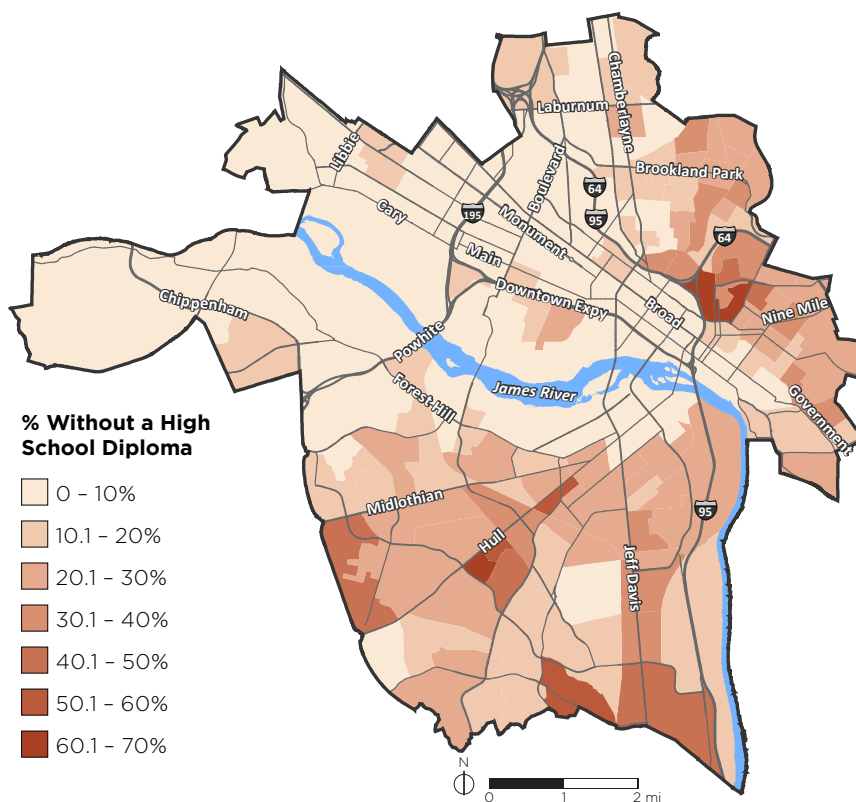 Chamberlayne
Laburnum
Libbie
Boulevard
Brookland Park
64
95
195
Cary
Monument
64
Main
Chippenham
Downtown Expy
Broad
Nine Mile
Powhite
James River
Forest Hill
Government
% Without a High
School Diploma
0 – 10%
10.1 – 20%
20.1 – 30%
30.1 – 40%
40.1 – 50%
50.1 – 60%
60.1 – 70%
Midlothian
Hull
95
Jeff Davis
N
0 1 2 mi